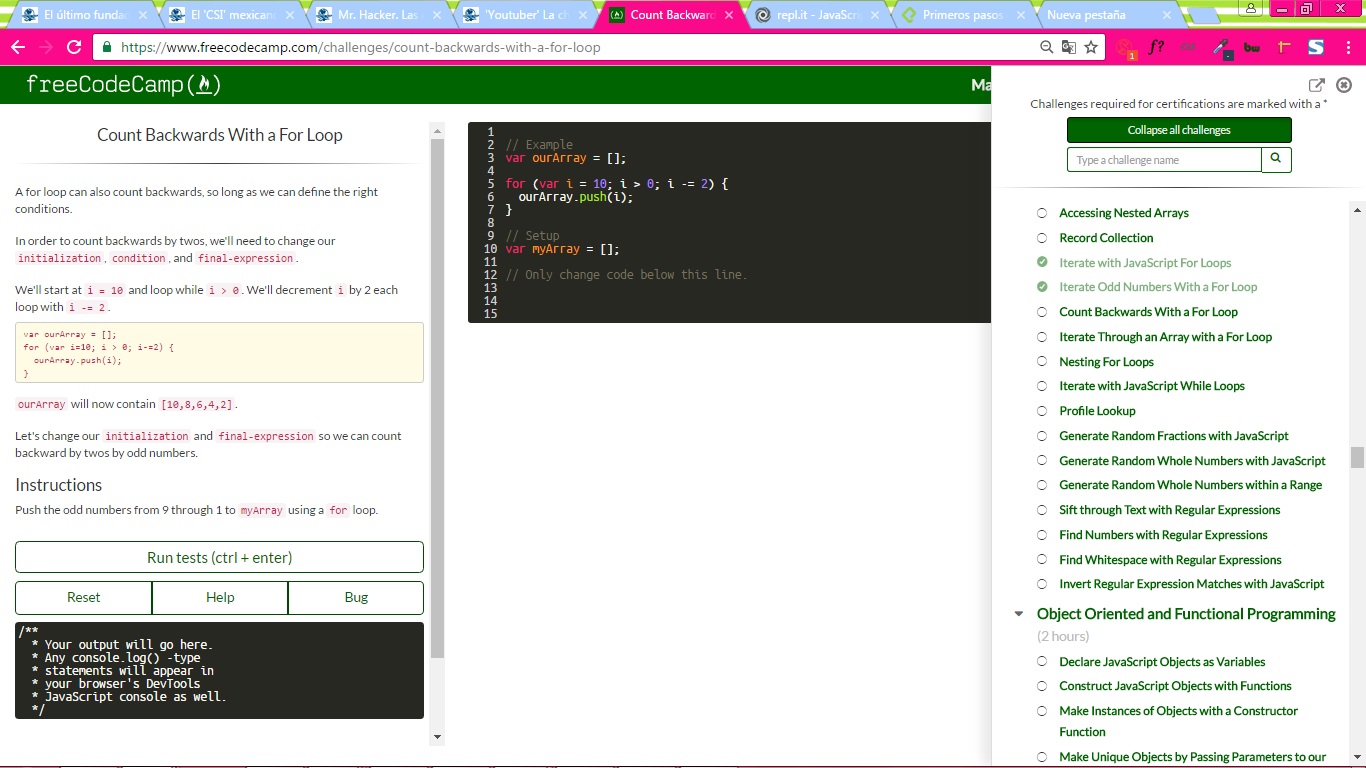 El último funda
El 'CSI' mexican
Mr. Hacker. Las
'Youtuber' La ch
Count Backward
repl.it - JavaScri
Primeros pasos
Nueva pestaña
https://www.freecodecamp.com/challenges/count-backwards-with-a-for-loop
1
f?
bw
S
freeCodeCamp
Ma
Count Backwards With a For Loop
A for loop can also count backwards, so long as we can define the right
conditions.
In order to count backwards by twos, we'll need to change our
initialization, condition, and final-expression.
We'll start at i = 10 and loop while i > 0. We'll decrement i by 2 each
loop with i -= 2.
var ourArray = [];
for (var i=10; i > 0; i-=2) {
ourArray.push(i);
}
ourArray will now contain [10,8,6,4,2].
Let's change our initialization and final-expression so we can count
backward by twos by odd numbers.
Instructions
Push the odd numbers from 9 through 1 to myArray using a for loop.
Run tests (ctrl + enter)
Reset
Help
Bug
/**
* Your output will go here.
* Any console.log() -type
* statements will appear in
* your browser's DevTools
* JavaScript console as well.
*/
1
2 // Example
3 var ourArray = [];
4
5 for (var i = 10; i > 0; i -= 2) {
6 ourArray.push(i);
7 }
8
9 // Setup
10 var myArray = [];
11
12 // Only change code below this line.
13
14
15
Challenges required for certifications are marked with a *
Collapse all challenges
Type a challenge name
Accessing Nested Arrays
Record Collection
Iterate with JavaScript For Loops
Iterate Odd Numbers With a For Loop
Count Backwards With a For Loop
Iterate Through an Array with a For Loop
Nesting For Loops
Iterate with JavaScript While Loops
Profile Lookup
Generate Random Fractions with JavaScript
Generate Random Whole Numbers with JavaScript
Generate Random Whole Numbers within a Range
Sift through Text with Regular Expressions
Find Numbers with Regular Expressions
Find Whitespace with Regular Expressions
Invert Regular Expression Matches with JavaScript
Object Oriented and Functional Programming
(2 hours)
Declare JavaScript Objects as Variables
Construct JavaScript Objects with Functions
Make Instances of Objects with a Constructor
Function
Make Unique Objects by Passing Parameters to our